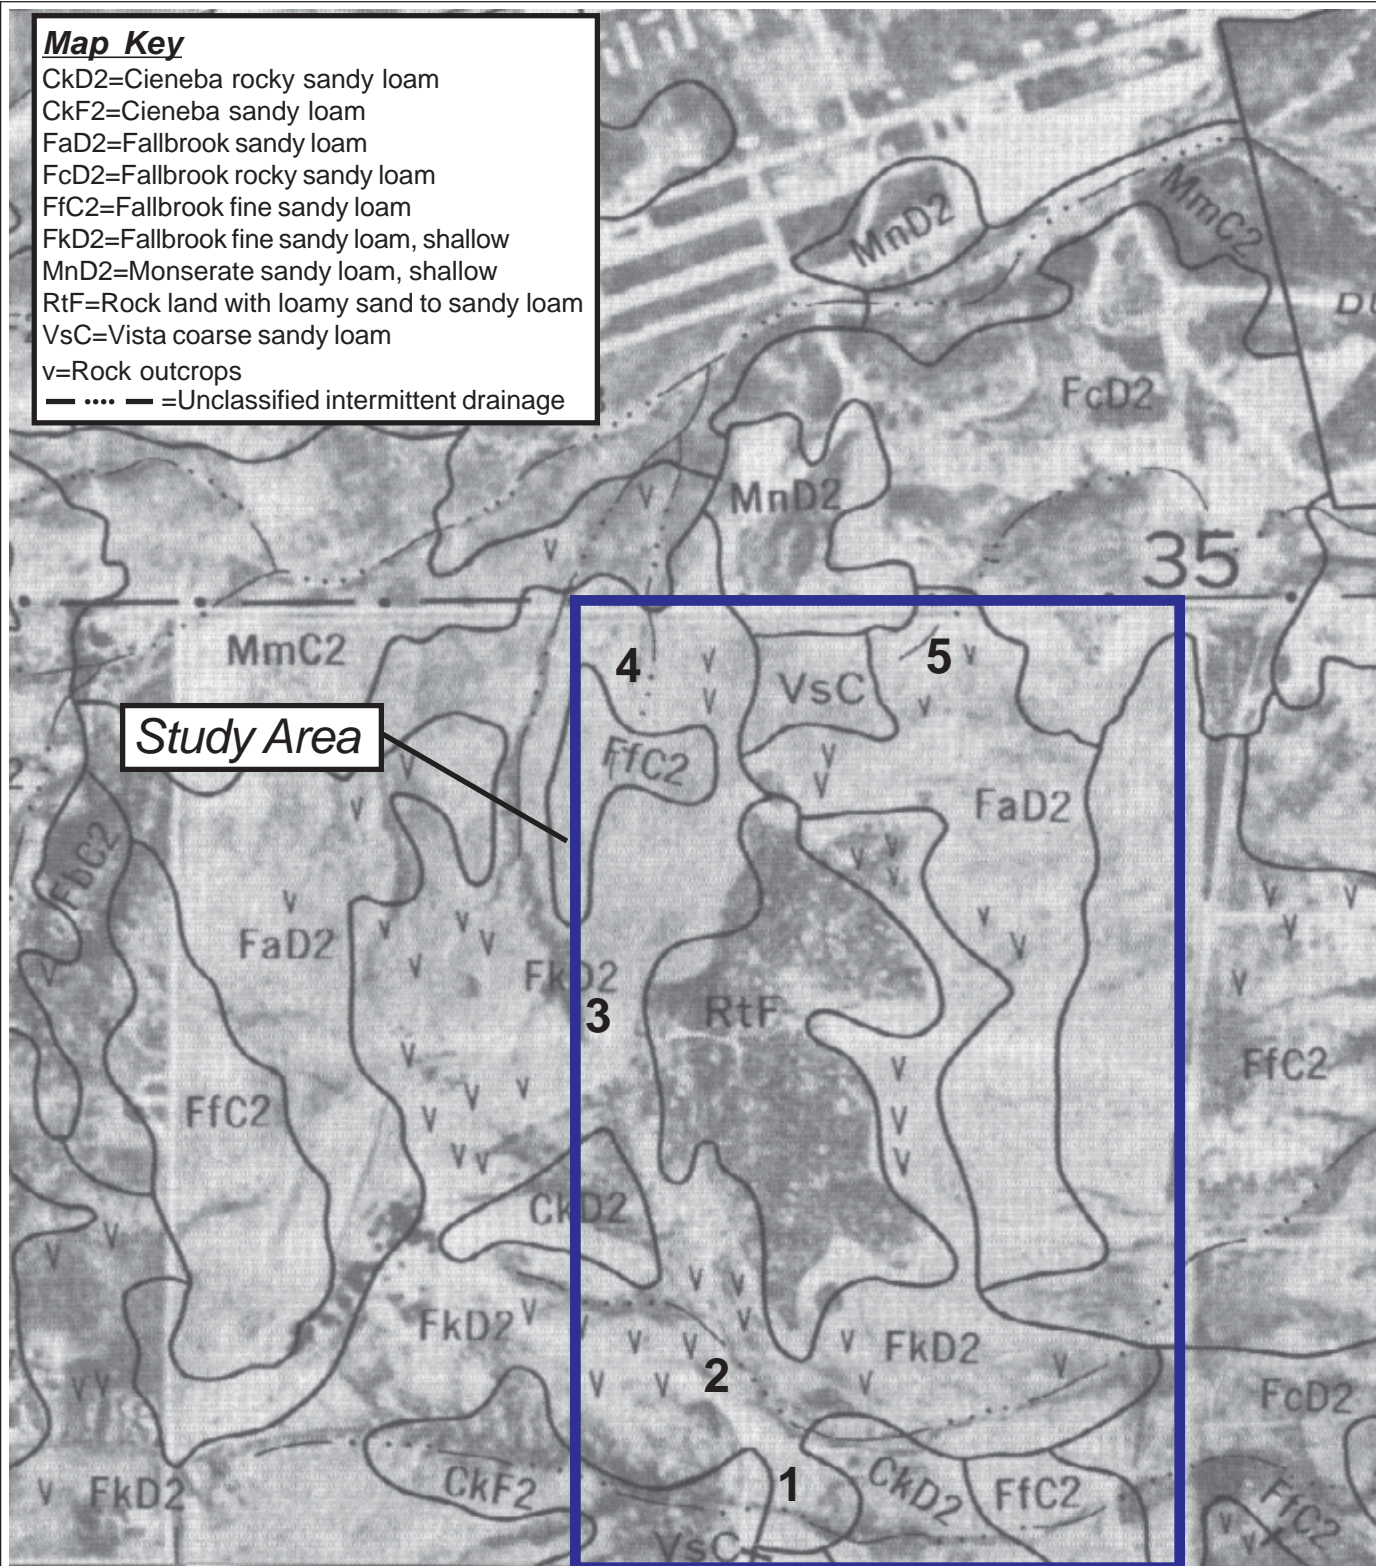 Map Key
CkD2=Cieneba rocky sandy loam
CkF2=Cieneba sandy loam
FaD2=Fallbrook sandy loam
FcD2=Fallbrook rocky sandy loam
FfC2=Fallbrook fine sandy loam
FkD2=Fallbrook fine sandy loam, shallow
MnD2=Monserate sandy loam, shallow
RtF=Rock land with loamy sand to sandy loam
VsC=Vista coarse sandy loam
v=Rock outcrops
=Unclassified intermittent drainage
MnD2
MmC2
FcD2
MnD2
35
MmC2
4
5
VsC
Study Area
FfC2
FaD2
FbC2
FaD2
FkD2
3
RtF
FfC2
FfC2
CkD2
FkD2
FkD2
2
FcD2
1
CkD2
FfC2
FfC2
FkD2
CkF2
VsC